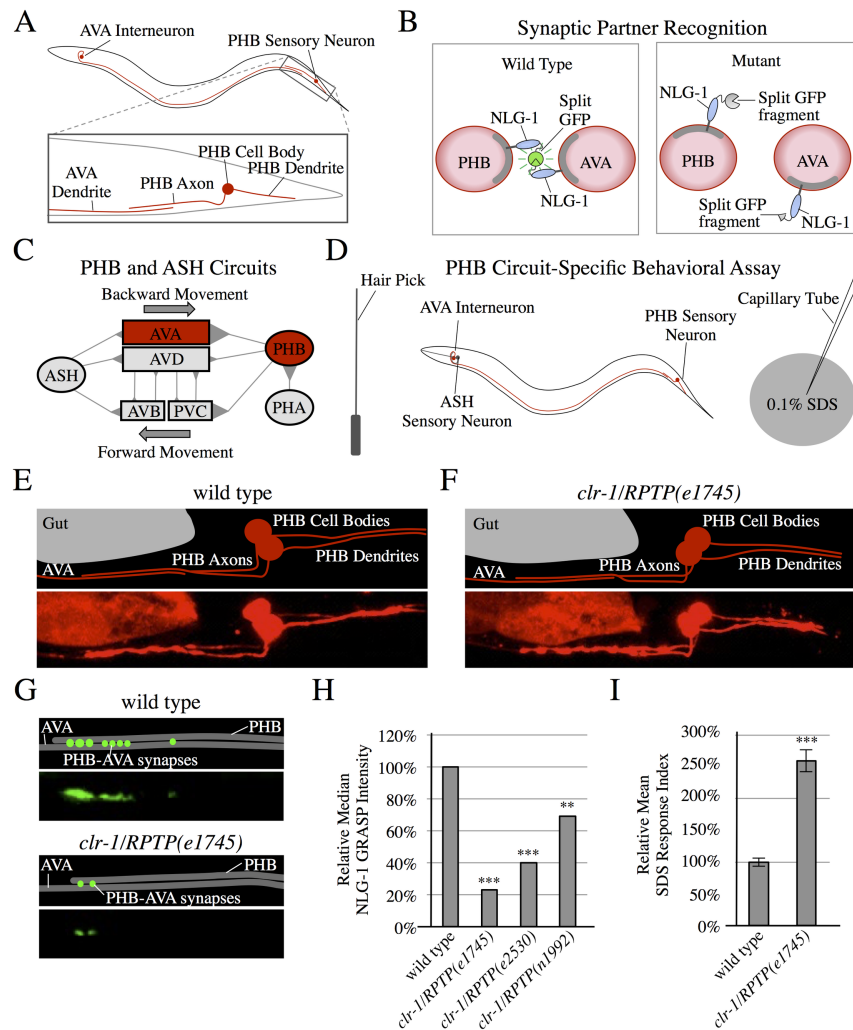 A
AVA Interneuron
PHB Sensory
Neuron
PHB Cell Body
PHB Dendrite
AVA
Dendrite
PHB Axon
B
Synaptic Partner Recognition
Wild Type
NLG-1
Split
GFP
PHB
AVA
NLG-1
Mutant
NLG-1
Split GFP
fragment
PHB
AVA
Split GFP
fragment
NLG-1
C
PHB and ASH Circuits
Backward Movement
AVA
AVD
ASH
PHB
AVB
PVC
PHA
Forward Movement
D
PHB Circuit-Specific Behavioral Assay
Hair Pick
AVA Interneuron
ASH
Sensory Neuron
PHB Sensory
Neuron
Capillary Tube
0.1% SDS
E
wild type
Gut
PHB Cell Bodies
PHB Axons
PHB Dendrites
AVA
F
clr-1/RPTP(e1745)
Gut
PHB Cell Bodies
PHB Axons
PHB Dendrites
AVA
G
wild type
AVA
PHB
PHB-AVA synapses
clr-1/RPTP(e1745)
AVA
PHB
PHB-AVA synapses
H
Relative Median
NLG-1 GRASP Intensity
120%
100%
80%
60%
40%
20%
0%
***
***
**
wild type
clr-1/RPTP(e1745)
clr-1/RPTP(e2530)
clr-1/RPTP(n1992)
I
Relative Mean
SDS Response Index
300%
250%
200%
150%
100%
50%
0%
***
wild type
clr-1/RPTP(e1745)